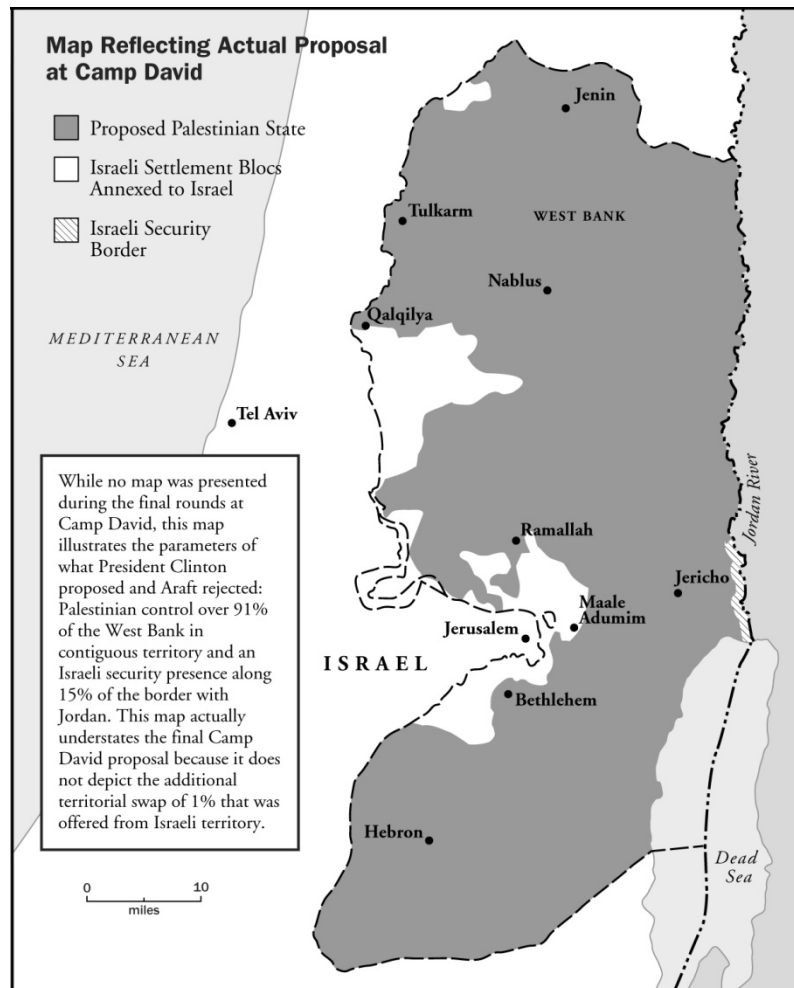 Map Reflecting Actual Proposal
at Camp David
Proposed Palestinian State
Israeli Settlement Blocs
Annexed to Israel
Israeli Security
Border
Jenin
Tulkarm
WEST BANK
Nablus
Qalqilya
MEDITERRANEAN
SEA
Tel Aviv
Jordan River
While no map was presented
during the final rounds at
Camp David, this map
illustrates the parameters of
what President Clinton
proposed and Araft rejected:
Palestinian control over 91%
of the West Bank in
contiguous territory and an
Israeli security presence along
15% of the border with
Jordan. This map actually
understates the final Camp
David proposal because it does
not depict the additional
territorial swap of 1% that was
offered from Israeli territory.
Ramallah
Jericho
Maale
Adumim
Jerusalem
ISRAEL
Bethlehem
Hebron
Dead
Sea
0 10
miles